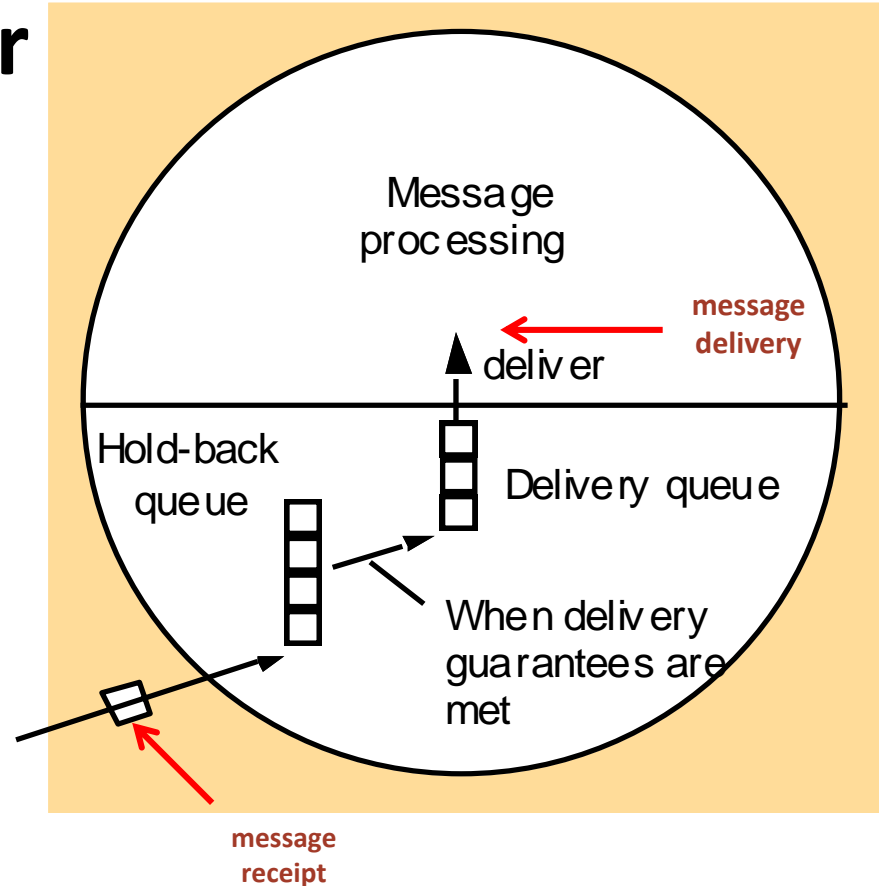 r
Message
processing
message
delivery
deliver
Hold-back
queue
Delivery queue
When delivery
guarantees are
met
message
receipt